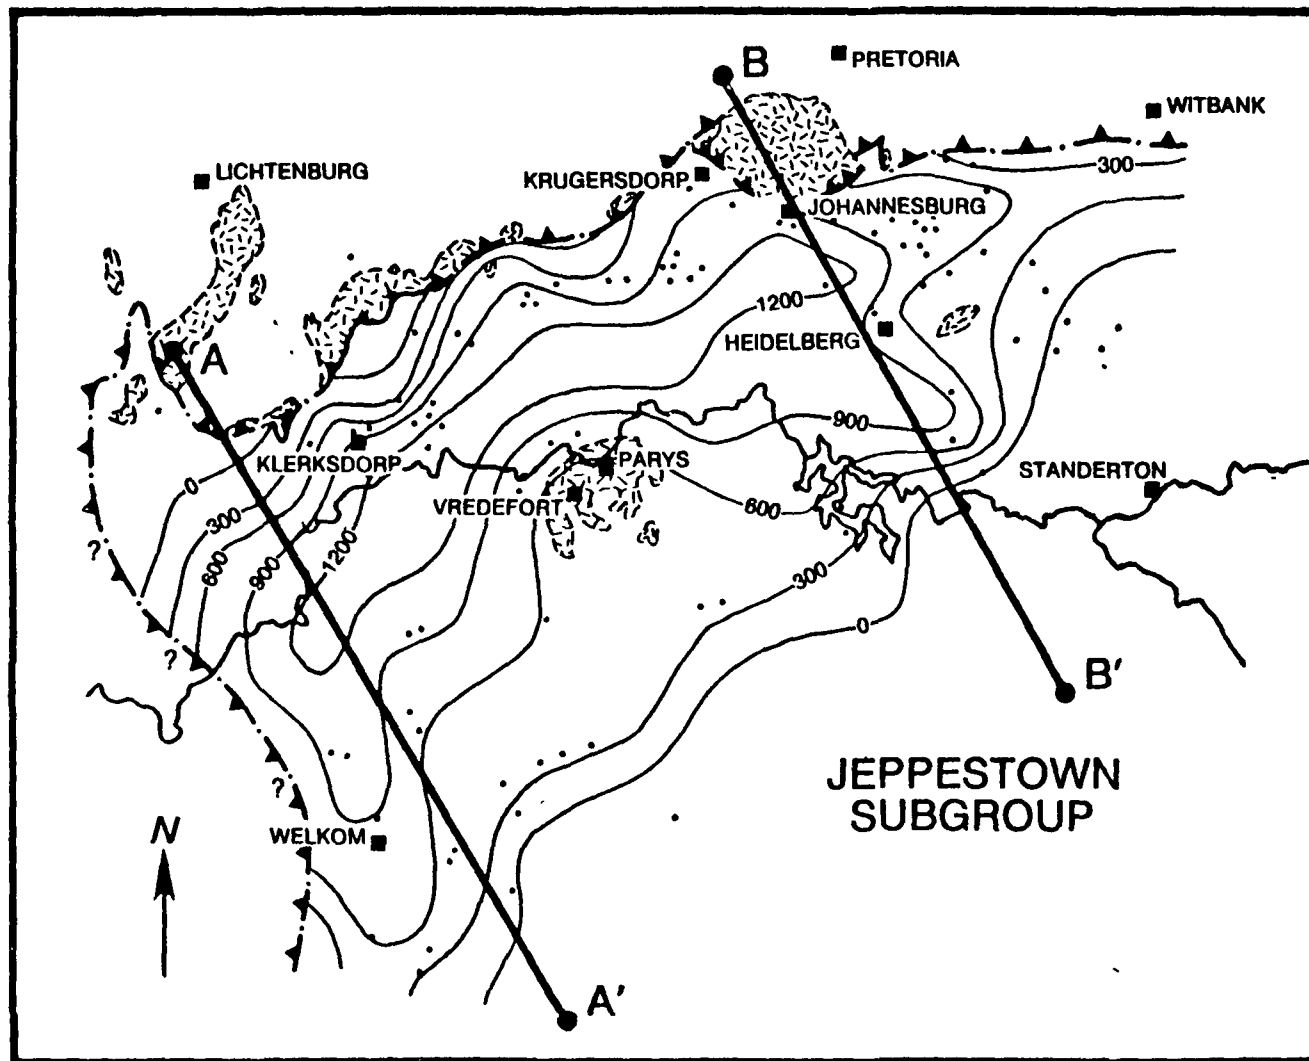 B
PRETORIA
WITBANK
LICHTENBURG
KRUGERSDORP
300
JOHANNESBURG
1200
A
HEIDELBERG
900
KLERKSDORP
PARYS
STANDERTON
0
VREDEFORT
600
300
?
600
900
1200
300
0
?
B'
?
JEPPESTOWN
SUBGROUP
N
WELKOM
A'